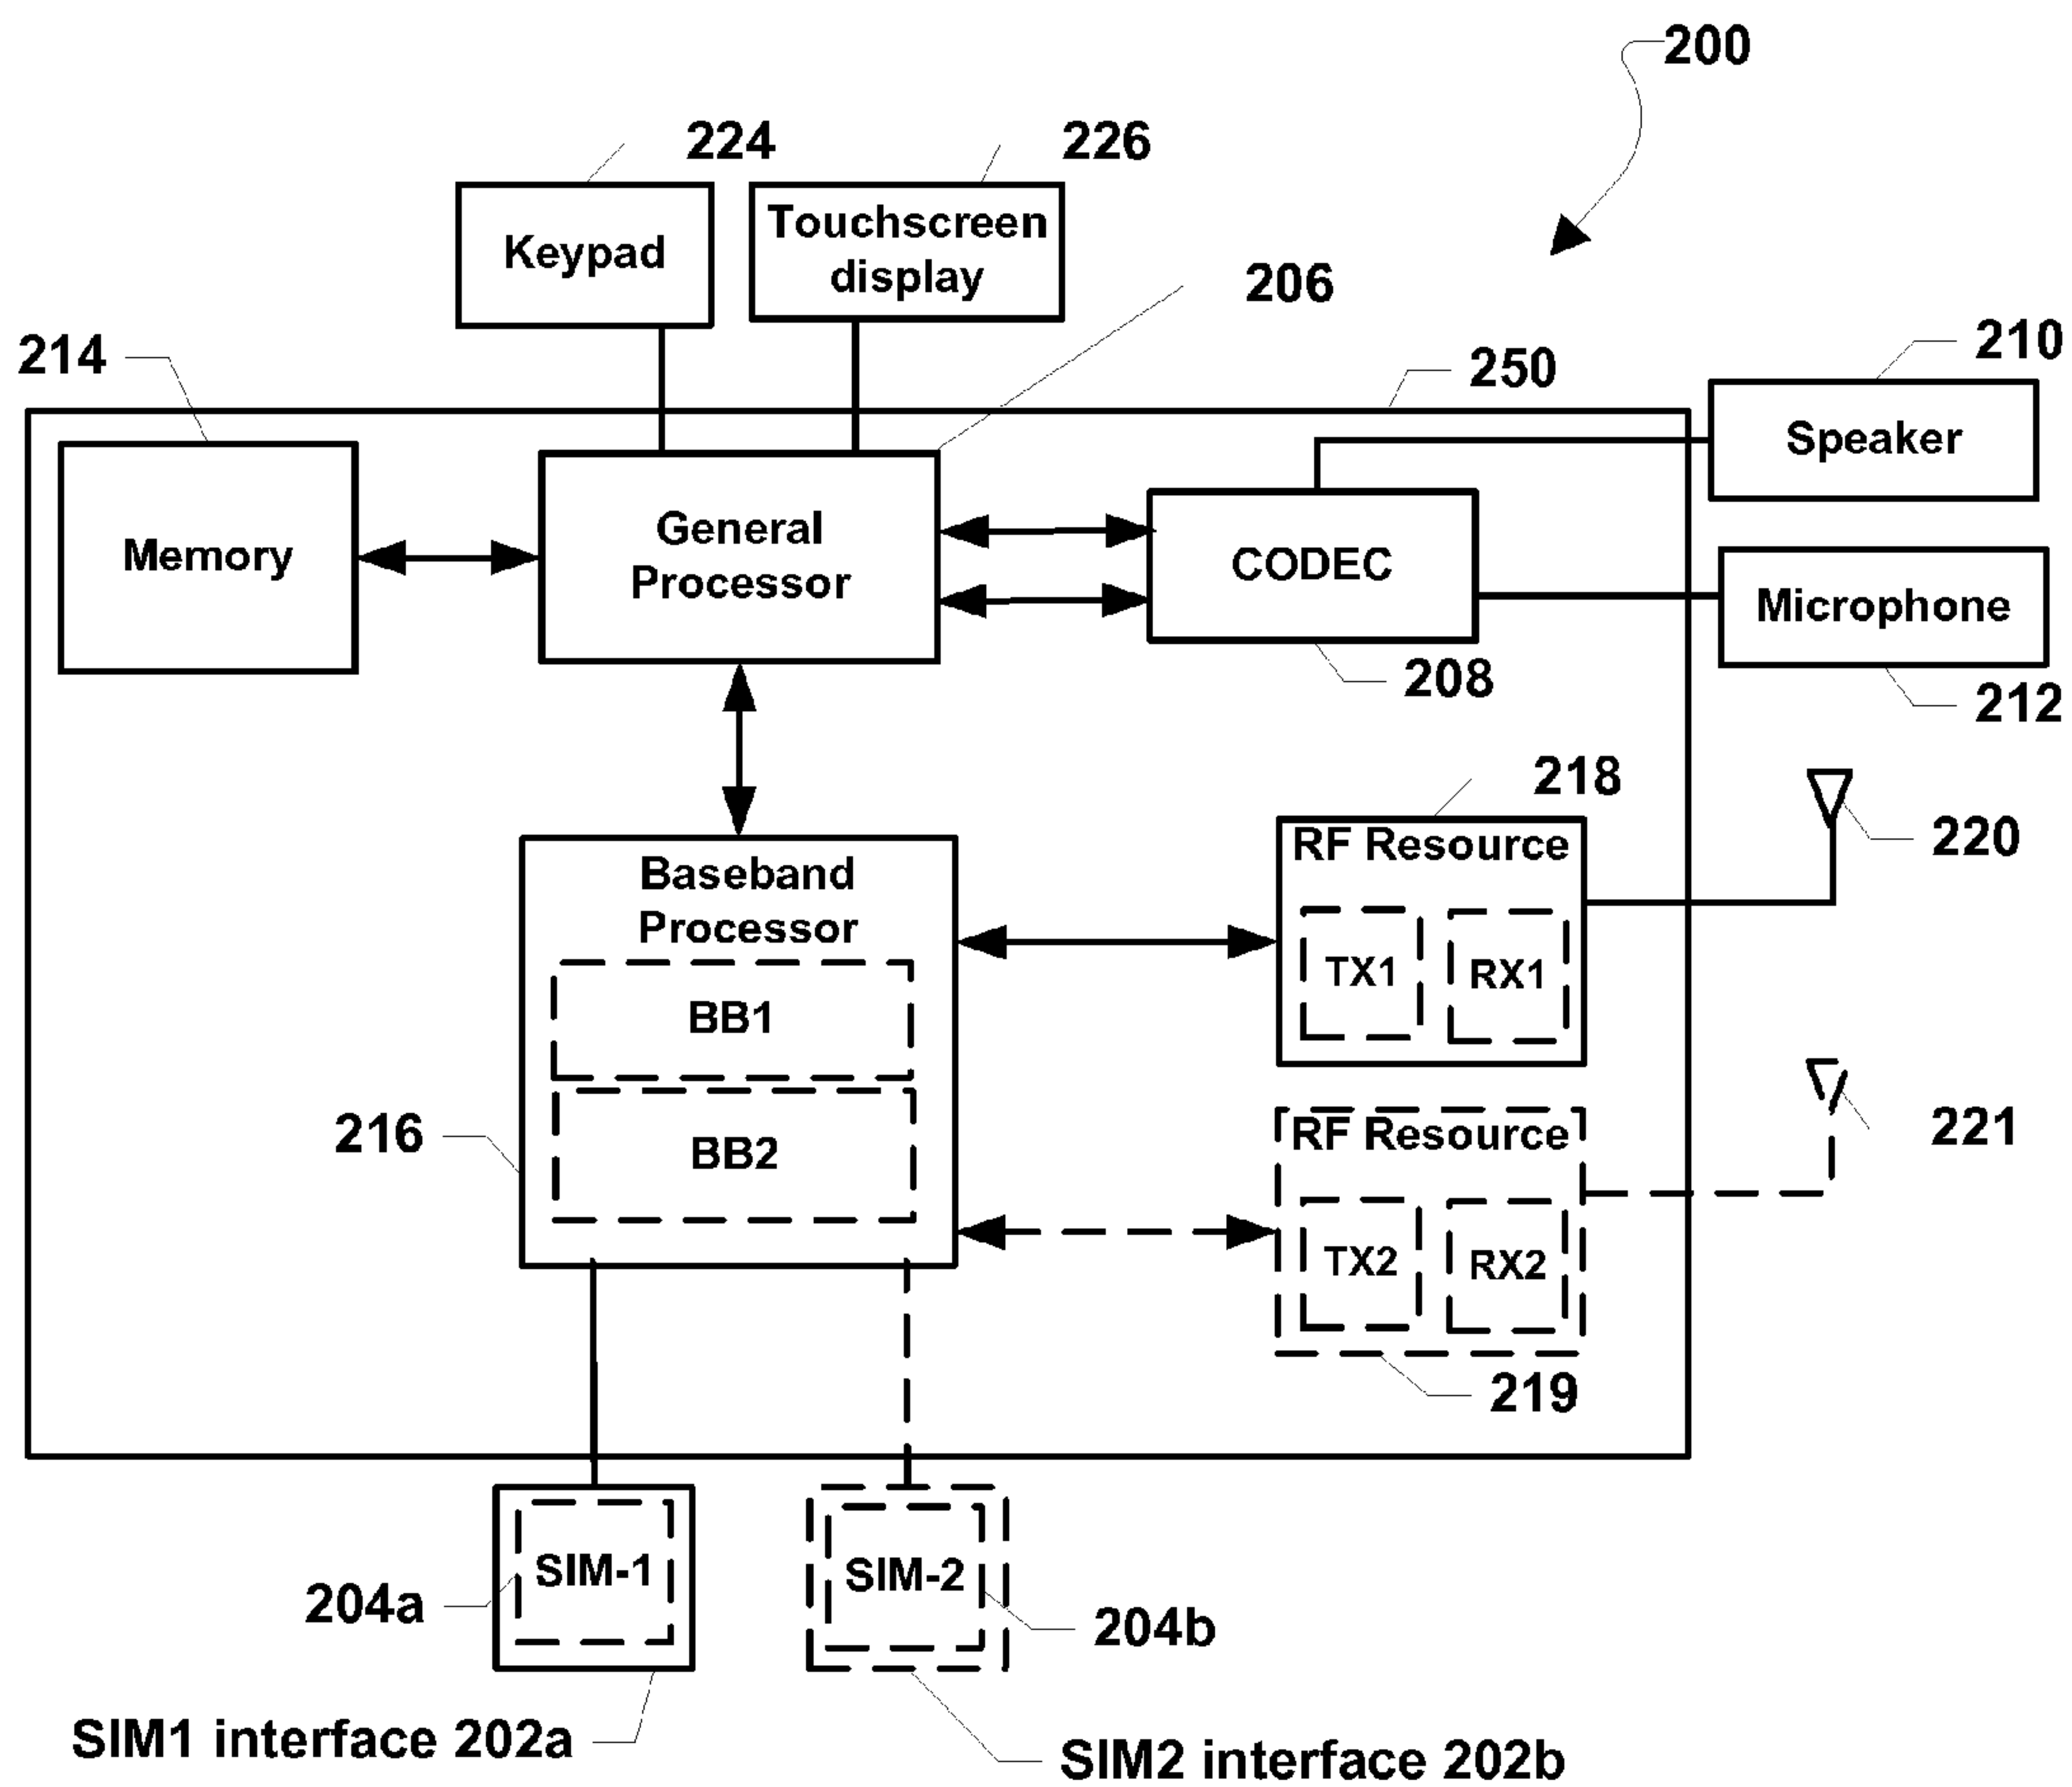 200
224
226
Keypad
Touchscreen
display
206
214
250
210
Speaker
Memory
General
Processor
CODEC
Microphone
208
212
218
220
Baseband
Processor
RF Resource
TX1
RX1
BB1
BB2
216
221
RF Resource
TX2
RX2
219
SIM-1
SIM-2
204a
204b
SIM1 interface 202a
SIM2 interface 202b